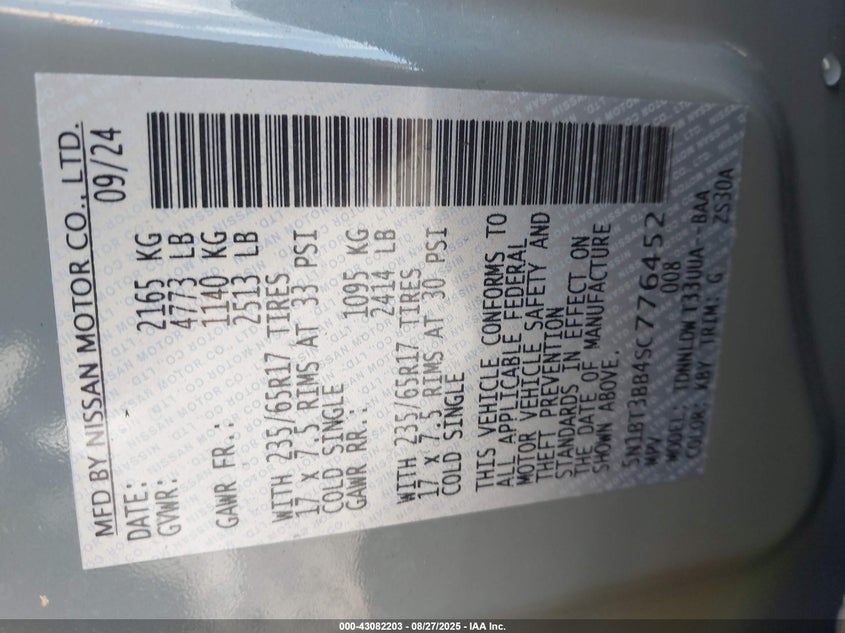 MFD BY NISSAN MOTOR CO., LTD.
DATE: 09/24
GVWR: 2165 KG
4773 LB
GAWR FR.: 1140 KG
2513 LB
WITH 235/65R17 TIRES
17 X 7.5 RIMS AT 33 PSI
COLD SINGLE
GAWR RR.: 1095 KG
2414 LB
WITH 235/65R17 TIRES
17 X 7.5 RIMS AT 30 PSI
COLD SINGLE
THIS VEHICLE CONFORMS TO
ALL APPLICABLE FEDERAL
MOTOR VEHICLE SAFETY AND
THEFT PREVENTION
STANDARDS IN EFFECT ON
THE DATE OF MANUFACTURE
SHOWN ABOVE.
5N1BT3BB4SC776452
MPV 008
MODEL: TDNNLDWT33UUA--BAA
COLOR: XBY TRIM: G ZS30A
000-43082203 - 08/27/2025 - IAA Inc.